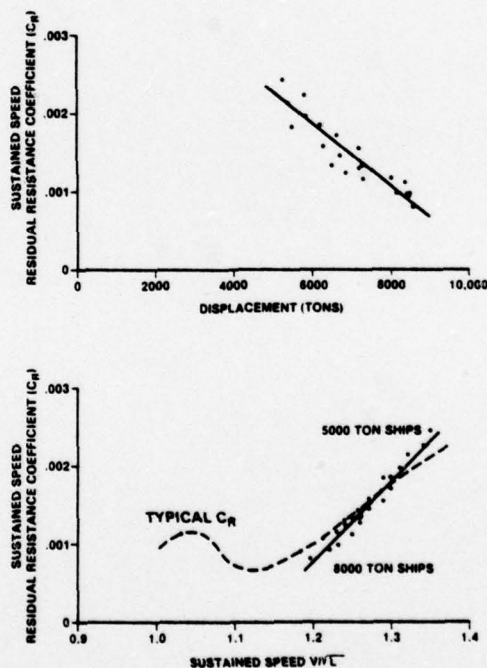 SUSTAINED SPEED
RESIDUAL RESISTANCE COEFFICIENT (CR)
.003
.002
.001
0
0 2000 4000 6000 8000 10,000
DISPLACEMENT (TONS)
SUSTAINED SPEED
RESIDUAL RESISTANCE COEFFICIENT (CR)
.003
.002
.001
0
5000 TON SHIPS
TYPICAL CR
8000 TON SHIPS
0.9 1.0 1.1 1.2 1.3 1.4
SUSTAINED SPEED V/√L